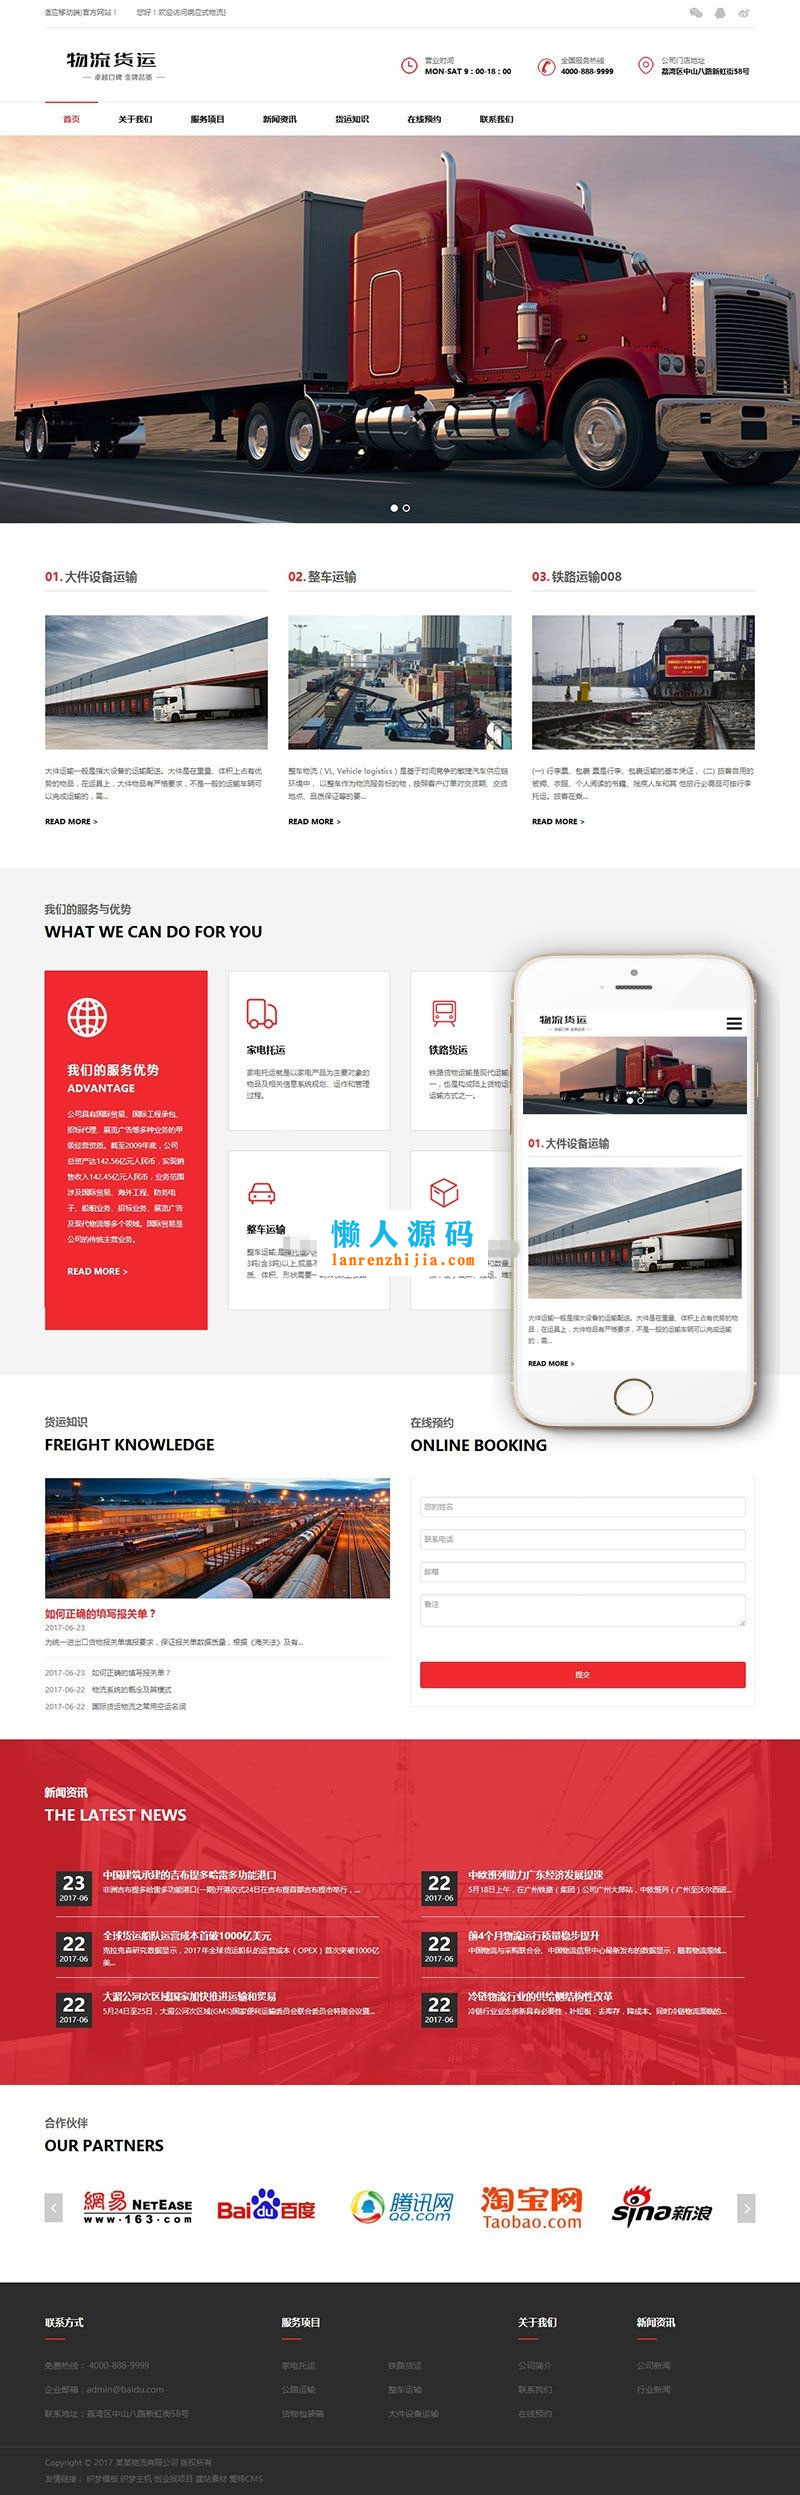 虚应移动端)官方网站！ 您好！欢迎访问响应式物流
物流货运
卓越口碑 金牌品质
营业时间
MON-SAT 9：00-18：00
全国服务热线
4000-888-9999
公司门店地址
荔湾区中山八路新虹街58号
首页 关于我们 服务项目 新闻资讯 货运知识 在线预约 联系我们
01. 大件设备运输
02. 整车运输
03. 铁路运输008
大件运输一般是指大设备的运输配送。大件是在重量、体积上占有优
势的物品，在运具上，大件物品有严格要求，不是一般的运输车辆可
以完成运输的，需...
READ MORE >
整车物流（VL, Vehicle logistics）是基于时间竞争的敏捷汽车供应链
环境中，以整车作为物流服务标的物，按照客户订单对交货期、交货
地点、品质保证等的要...
READ MORE >
(一) 行李票、包裹 票是行李、包裹运输的基本凭证， (二) 旅客自用的
被褥、衣服、个人阅读的书籍、残疾人车和其 他旅行必需品可按行李
托运。旅客在乘...
READ MORE >
我们的服务与优势
WHAT WE CAN DO FOR YOU
我们的服务优势
ADVANTAGE
公司具有国际贸易、国际工程承包、
招标代理、展览广告等多种业务的甲
级经营资质。截至2009年底，公司
总资产达142.56亿元人民币，实现销
售收入142.45亿元人民币，业务范围
涉及国际贸易、海外工程、防务电
子、船舶业务、招标业务、展览广告
及现代物流等多个领域。国际贸易是
公司的传统主营业务。
READ MORE >
家电托运
家电托运就是以家电产品为主要对象的
物品及相关信息系统规划、运作和管理
过程。
铁路货运
铁路货物运输是现代运输
一，也是构成陆上货物运
运输方式之一。
整车运输
懒人源码
lanrenzhijia.com
物流货运
卓越口碑 金牌品质
01. 大件设备运输
大件运输一般是指大设备的运输配送。大件是在重量、体积上占有优势的物
品，在运具上，大件物品有严格要求，不是一般的运输车辆可以完成运输
的，需...
READ MORE >
货运知识
FREIGHT KNOWLEDGE
如何正确的填写报关单？
2017-06-23
为统一进出口货物报关单填报要求，保证报关单数据质量，根据《海关法》及有...
2017-06-23 如何正确的填写报关单？
2017-06-22 物流系统的概念及其模式
2017-06-22 国际货运物流之常用空运名词
在线预约
ONLINE BOOKING
您的姓名
联系电话
邮箱
备注
提交
新闻资讯
THE LATEST NEWS
23
2017-06
中国建筑承建的吉布提多哈雷多功能港口
非洲吉布提多哈雷多功能港口(一期)开港仪式24日在吉布提首都吉布提市举行，...
22
2017-06
中欧班列助力广东经济发展提速
5月18日上午，在广州铁路（集团）公司广州大朗站，中欧班列（广州至沃尔西诺...
22
2017-06
全球货运船队运营成本首破1000亿美元
克拉克森研究数据显示，2017年全球货运船队的运营成本（OPEX）首次突破1000亿
美...
22
2017-06
前4个月物流运行质量稳步提升
中国物流与采购联合会、中国物流信息中心最新发布的数据显示，随着物流领域...
22
2017-06
大湄公河次区域国家加快推进运输和贸易
5月24日至25日，大湄公河次区域(GMS)国家便利运输委员会联合委员会特别会议暨...
22
2017-06
冷链物流行业的供给侧结构性改革
冷链行业业态创新具有必要性，补短板，去库存，降成本。同时冷链物流面临的...
合作伙伴
OUR PARTNERS
網易 NETEASE
www.163.com
Bai du 百度
腾讯网
QQ.com
淘宝网
Taobao.com
sina新浪
联系方式 服务项目 关于我们 新闻资讯
免费热线： 4000-888-9999 家电托运 铁路货运 公司简介 公司新闻
企业邮箱：admin@baidu.com 公路运输 整车运输 联系我们 行业新闻
联系地址：荔湾区中山八路新虹街58号 货物包装箱 大件设备运输 在线预约
Copyright © 2017 某某物流有限公司 版权所有
友情链接： 织梦模板 织梦主机 创业找项目 建站素材 爱特CMS